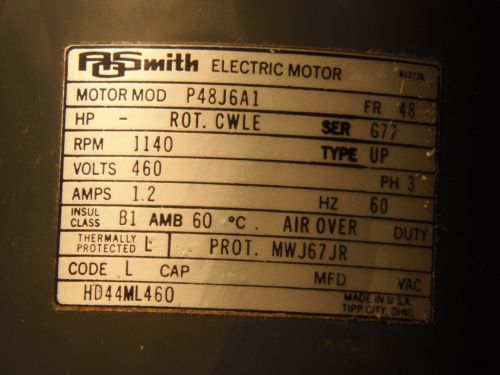 AOSmith ELECTRIC MOTOR
MOTOR MOD P48J6A1 FR 48
HP - ROT. CWLE SER G77
RPM 1140 TYPE UP
VOLTS 460 PH 3
AMPS 1.2 HZ 60
INSUL CLASS B1 AMB 60 °C. AIR OVER DUTY
THERMALLY PROTECTED L PROT. MWJ67JR
CODE L CAP MFD VAC
HD44ML460 MADE IN U.S.A.
TIPP CITY, OHIO